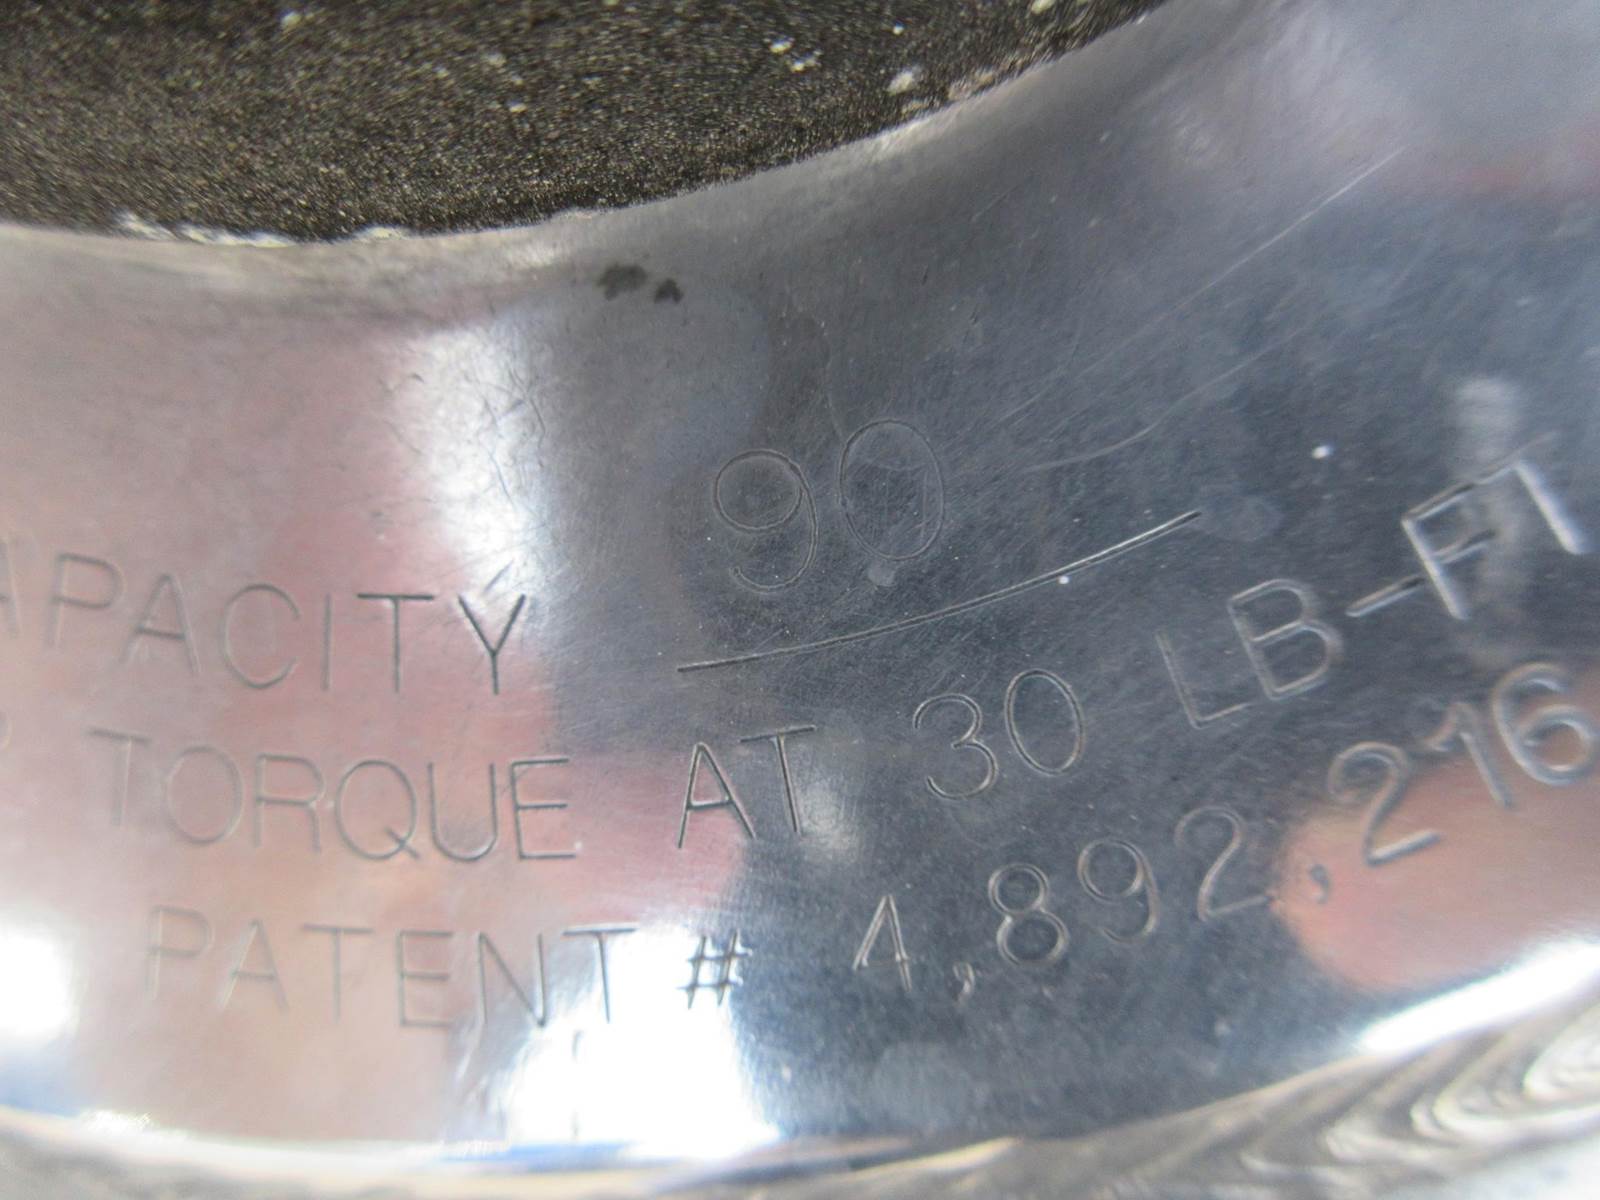 APACITY 90
TORQUE AT 30 LB-FT
PATENT # 4,892,216